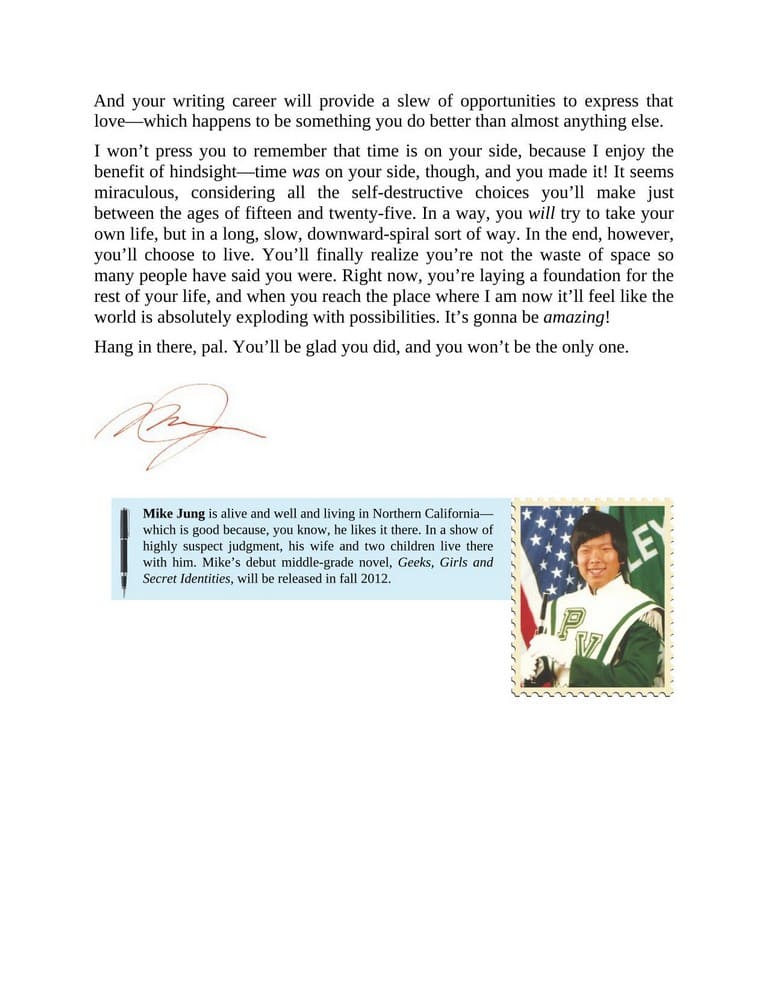 And your writing career will provide a slew of opportunities to express that
love—which happens to be something you do better than almost anything else.
I won’t press you to remember that time is on your side, because I enjoy the
benefit of hindsight—time was on your side, though, and you made it! It seems
miraculous, considering all the self-destructive choices you’ll make just
between the ages of fifteen and twenty-five. In a way, you will try to take your
own life, but in a long, slow, downward-spiral sort of way. In the end, however,
you’ll choose to live. You’ll finally realize you’re not the waste of space so
many people have said you were. Right now, you’re laying a foundation for the
rest of your life, and when you reach the place where I am now it’ll feel like the
world is absolutely exploding with possibilities. It’s gonna be amazing!
Hang in there, pal. You’ll be glad you did, and you won’t be the only one.
Mike Jung is alive and well and living in Northern California—
which is good because, you know, he likes it there. In a show of
highly suspect judgment, his wife and two children live there
with him. Mike’s debut middle-grade novel, Geeks, Girls and
Secret Identities, will be released in fall 2012.
LEY
P
V